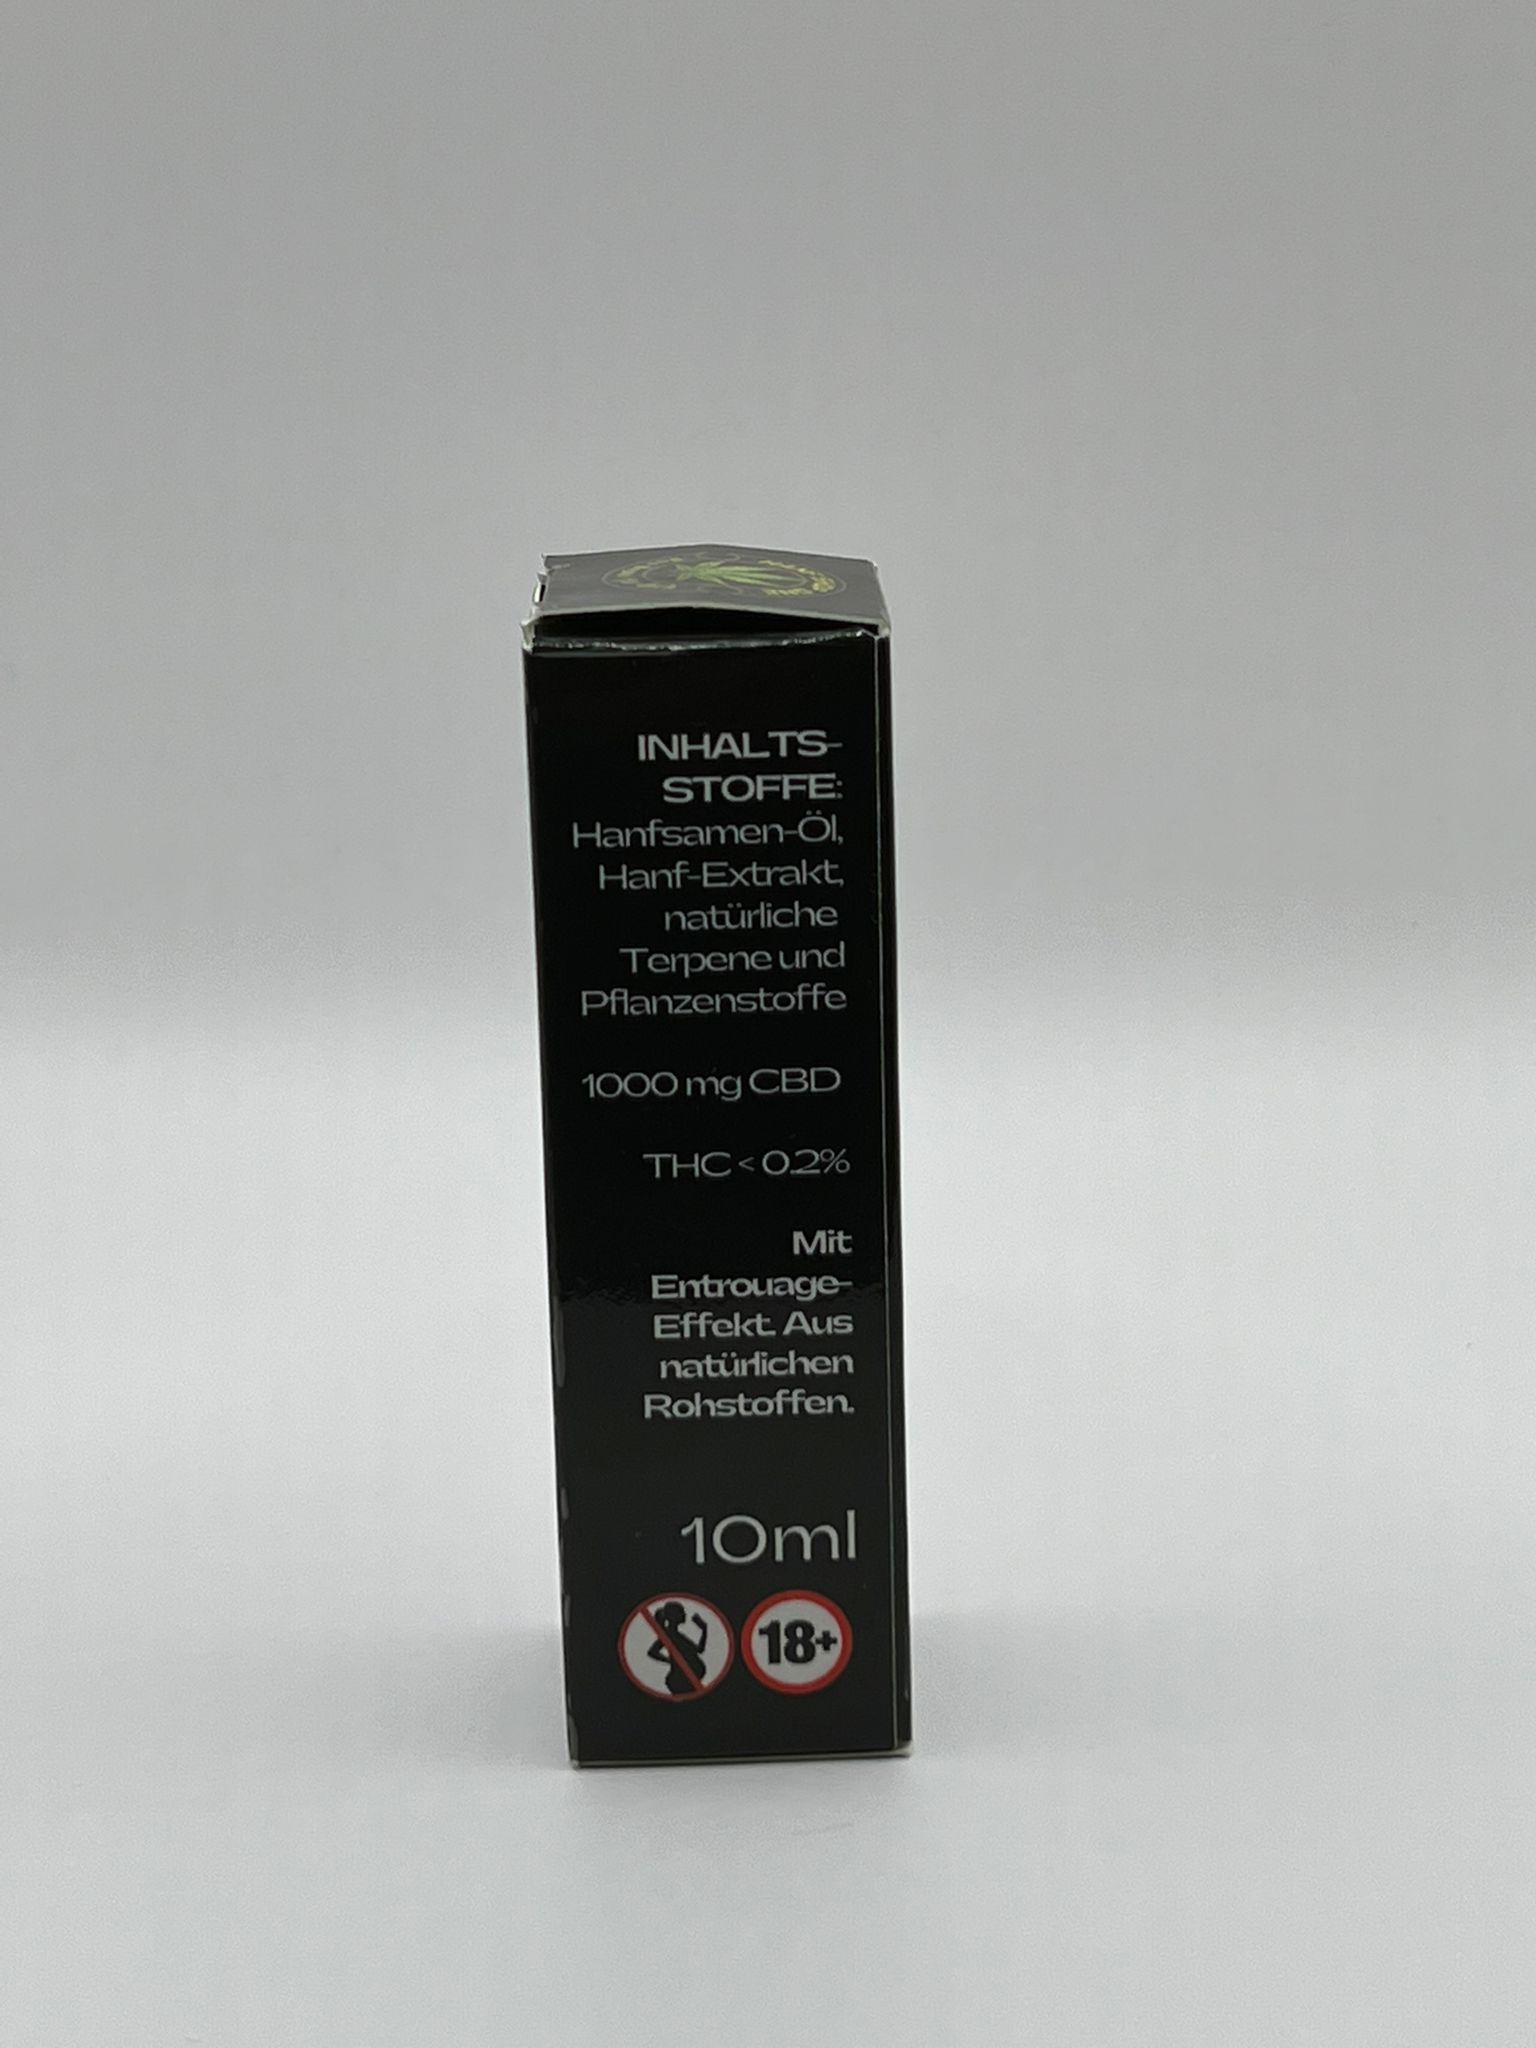 INHALTS-
STOFFE:
Hanfsamen-Öl,
Hanf-Extrakt,
natürliche
Terpene und
Pflanzenstoffe
1000 mg CBD
THC < 0.2%
Mit
Entrouage-
Effekt. Aus
natürlichen
Rohstoffen.
10ml
18+